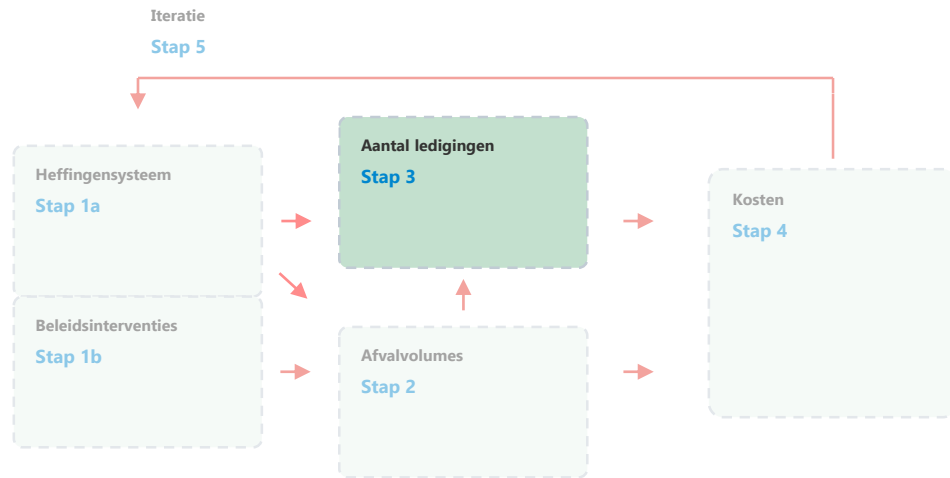 Iteratie
Stap 5
Heffingensysteem
Stap 1a
Beleidsinterventies
Stap 1b
Aantal ledigingen
Stap 3
Afvalvolumes
Stap 2
Kosten
Stap 4